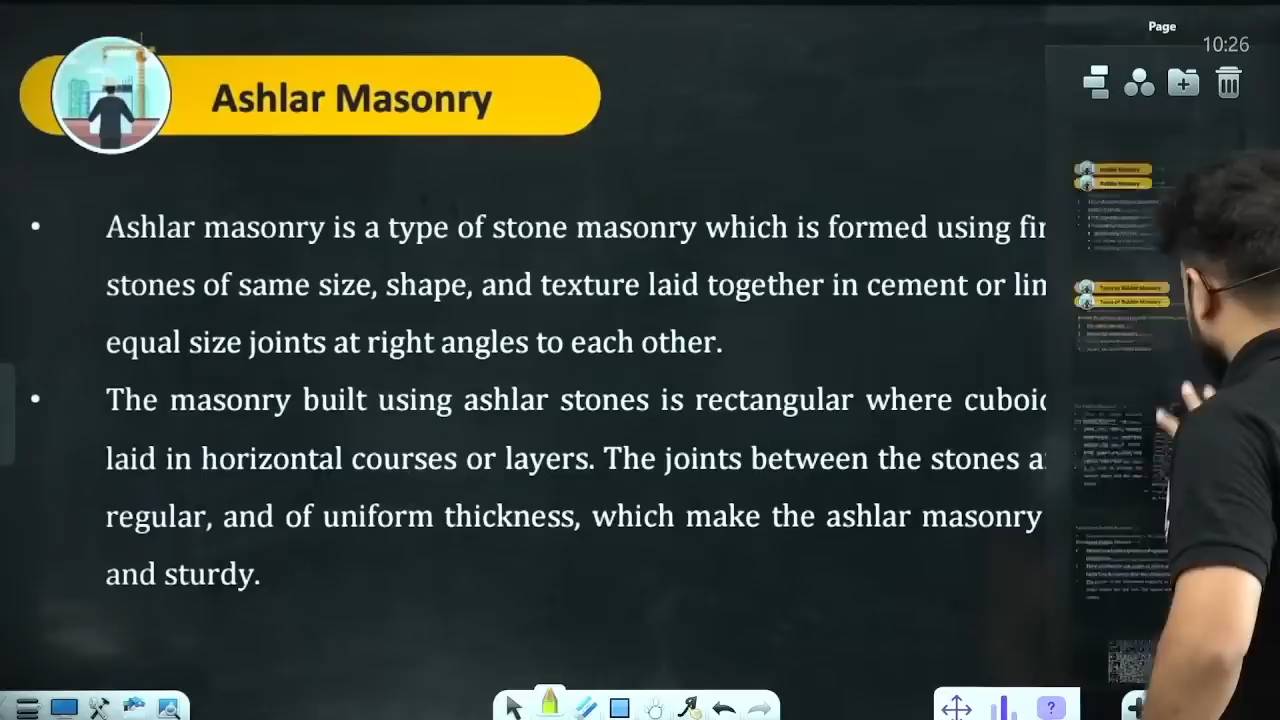 Page
10:26
Ashlar Masonry
• Ashlar masonry is a type of stone masonry which is formed using
stones of same size, shape, and texture laid together in cement or
equal size joints at right angles to each other.
• The masonry built using ashlar stones is rectangular where
laid in horizontal courses or layers. The joints between the stones
regular, and of uniform thickness, which make the ashlar masonry
and sturdy.
?